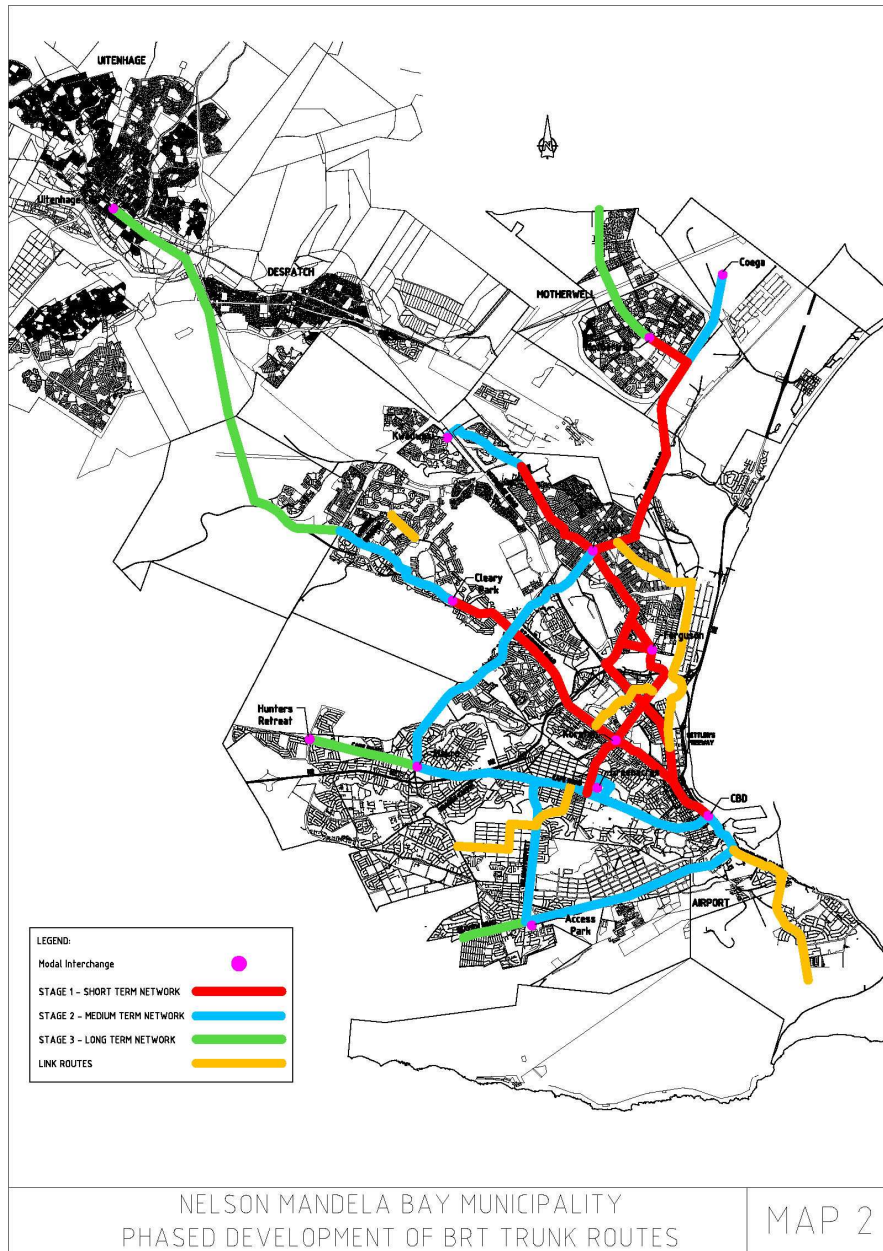 UITENHAGE
Uitenhage
DESPATCH
MOTHERWELL
Coega
Cleary
Park
Ferguson
Hunters
Retreat
SETTLER'S
FREEWAY
CBD
AIRPORT
Access
Park
LEGEND:
Modal Interchange
STAGE 1 - SHORT TERM NETWORK
STAGE 2 - MEDIUM TERM NETWORK
STAGE 3 - LONG TERM NETWORK
LINK ROUTES
NELSON MANDELA BAY MUNICIPALITY
PHASED DEVELOPMENT OF BRT TRUNK ROUTES
MAP 2